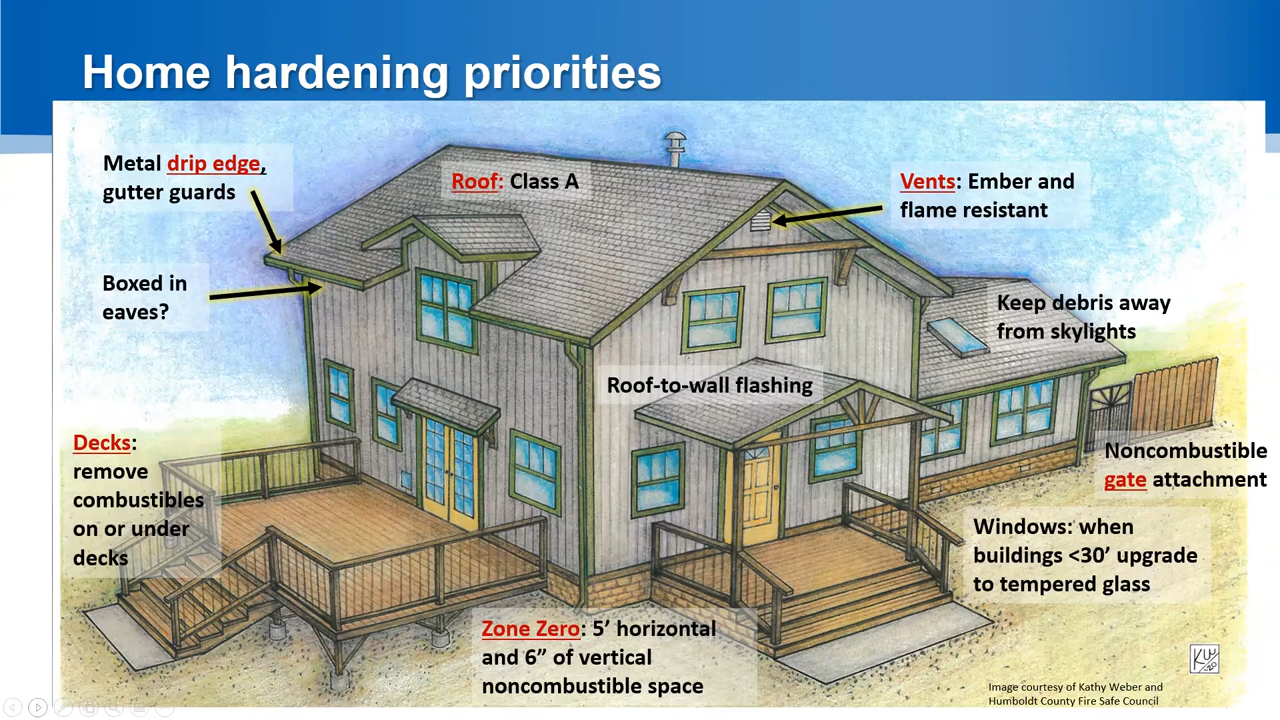 Home hardening priorities
Metal drip edge,
gutter guards
Roof: Class A
Vents: Ember and
flame resistant
Boxed in
eaves?
Keep debris away
from skylights
Roof-to-wall flashing
Decks:
remove
combustibles
on or under
decks
Noncombustible
gate attachment
Windows: when
buildings <30’ upgrade
to tempered glass
Zone Zero: 5’ horizontal
and 6” of vertical
noncombustible space
Image courtesy of Kathy Weber and
Humboldt County Fire Safe Council